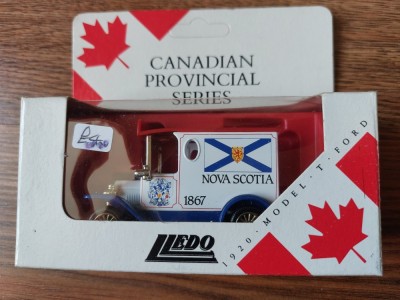 CANADIAN
PROVINCIAL
SERIES
NOVA SCOTIA
1867
LLEDO
1920 · MODEL · T · FORD